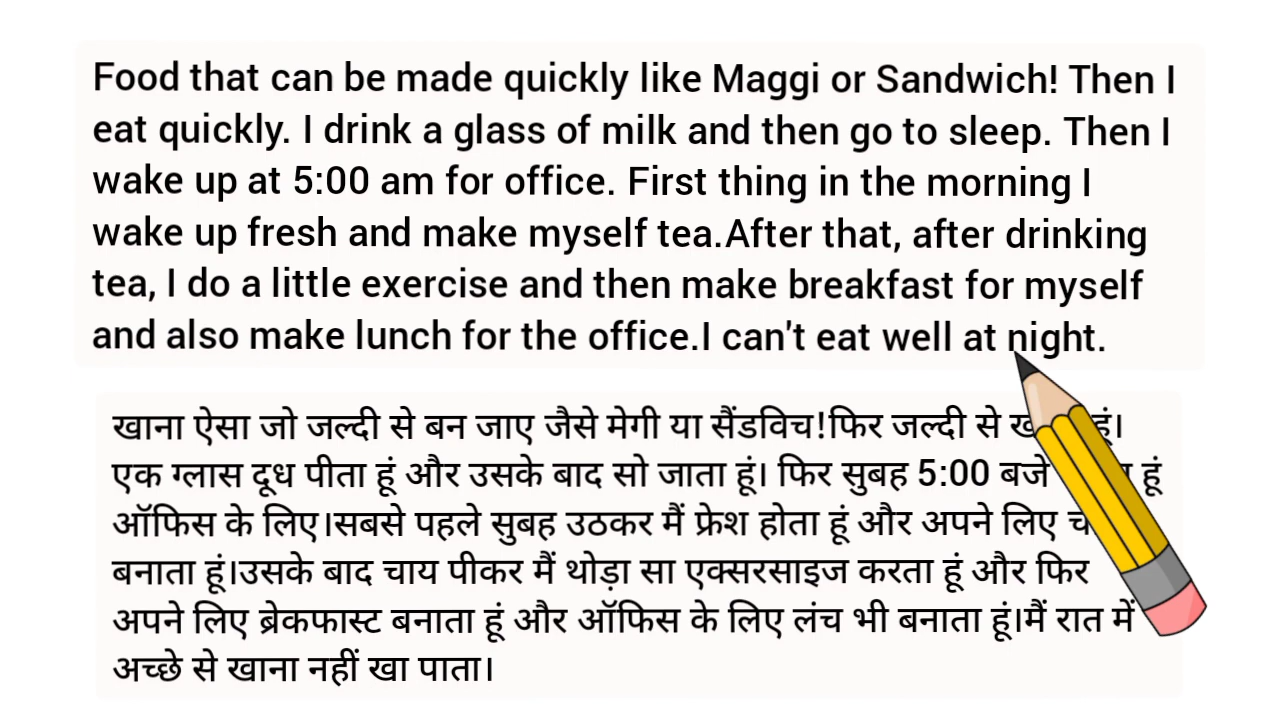 Food that can be made quickly like Maggi or Sandwich! Then I
eat quickly. I drink a glass of milk and then go to sleep. Then I
wake up at 5:00 am for office. First thing in the morning I
wake up fresh and make myself tea.After that, after drinking
tea, I do a little exercise and then make breakfast for myself
and also make lunch for the office.I can't eat well at night.
खाना ऐसा जो जल्दी से बन जाए जैसे मेगी या सैंडविच!फिर जल्दी से हूं।
एक ग्लास दूध पीता हूं और उसके बाद सो जाता हूं। फिर सुबह 5:00 बजे हूं
ऑफिस के लिए।सबसे पहले सुबह उठकर मैं फ्रेश होता हूं और अपने लिए
बनाता हूं।उसके बाद चाय पीकर मैं थोड़ा सा एक्सरसाइज करता हूं और फिर
अपने लिए ब्रेकफास्ट बनाता हूं और ऑफिस के लिए लंच भी बनाता हूं।मैं रात में
अच्छे से खाना नहीं खा पाता।